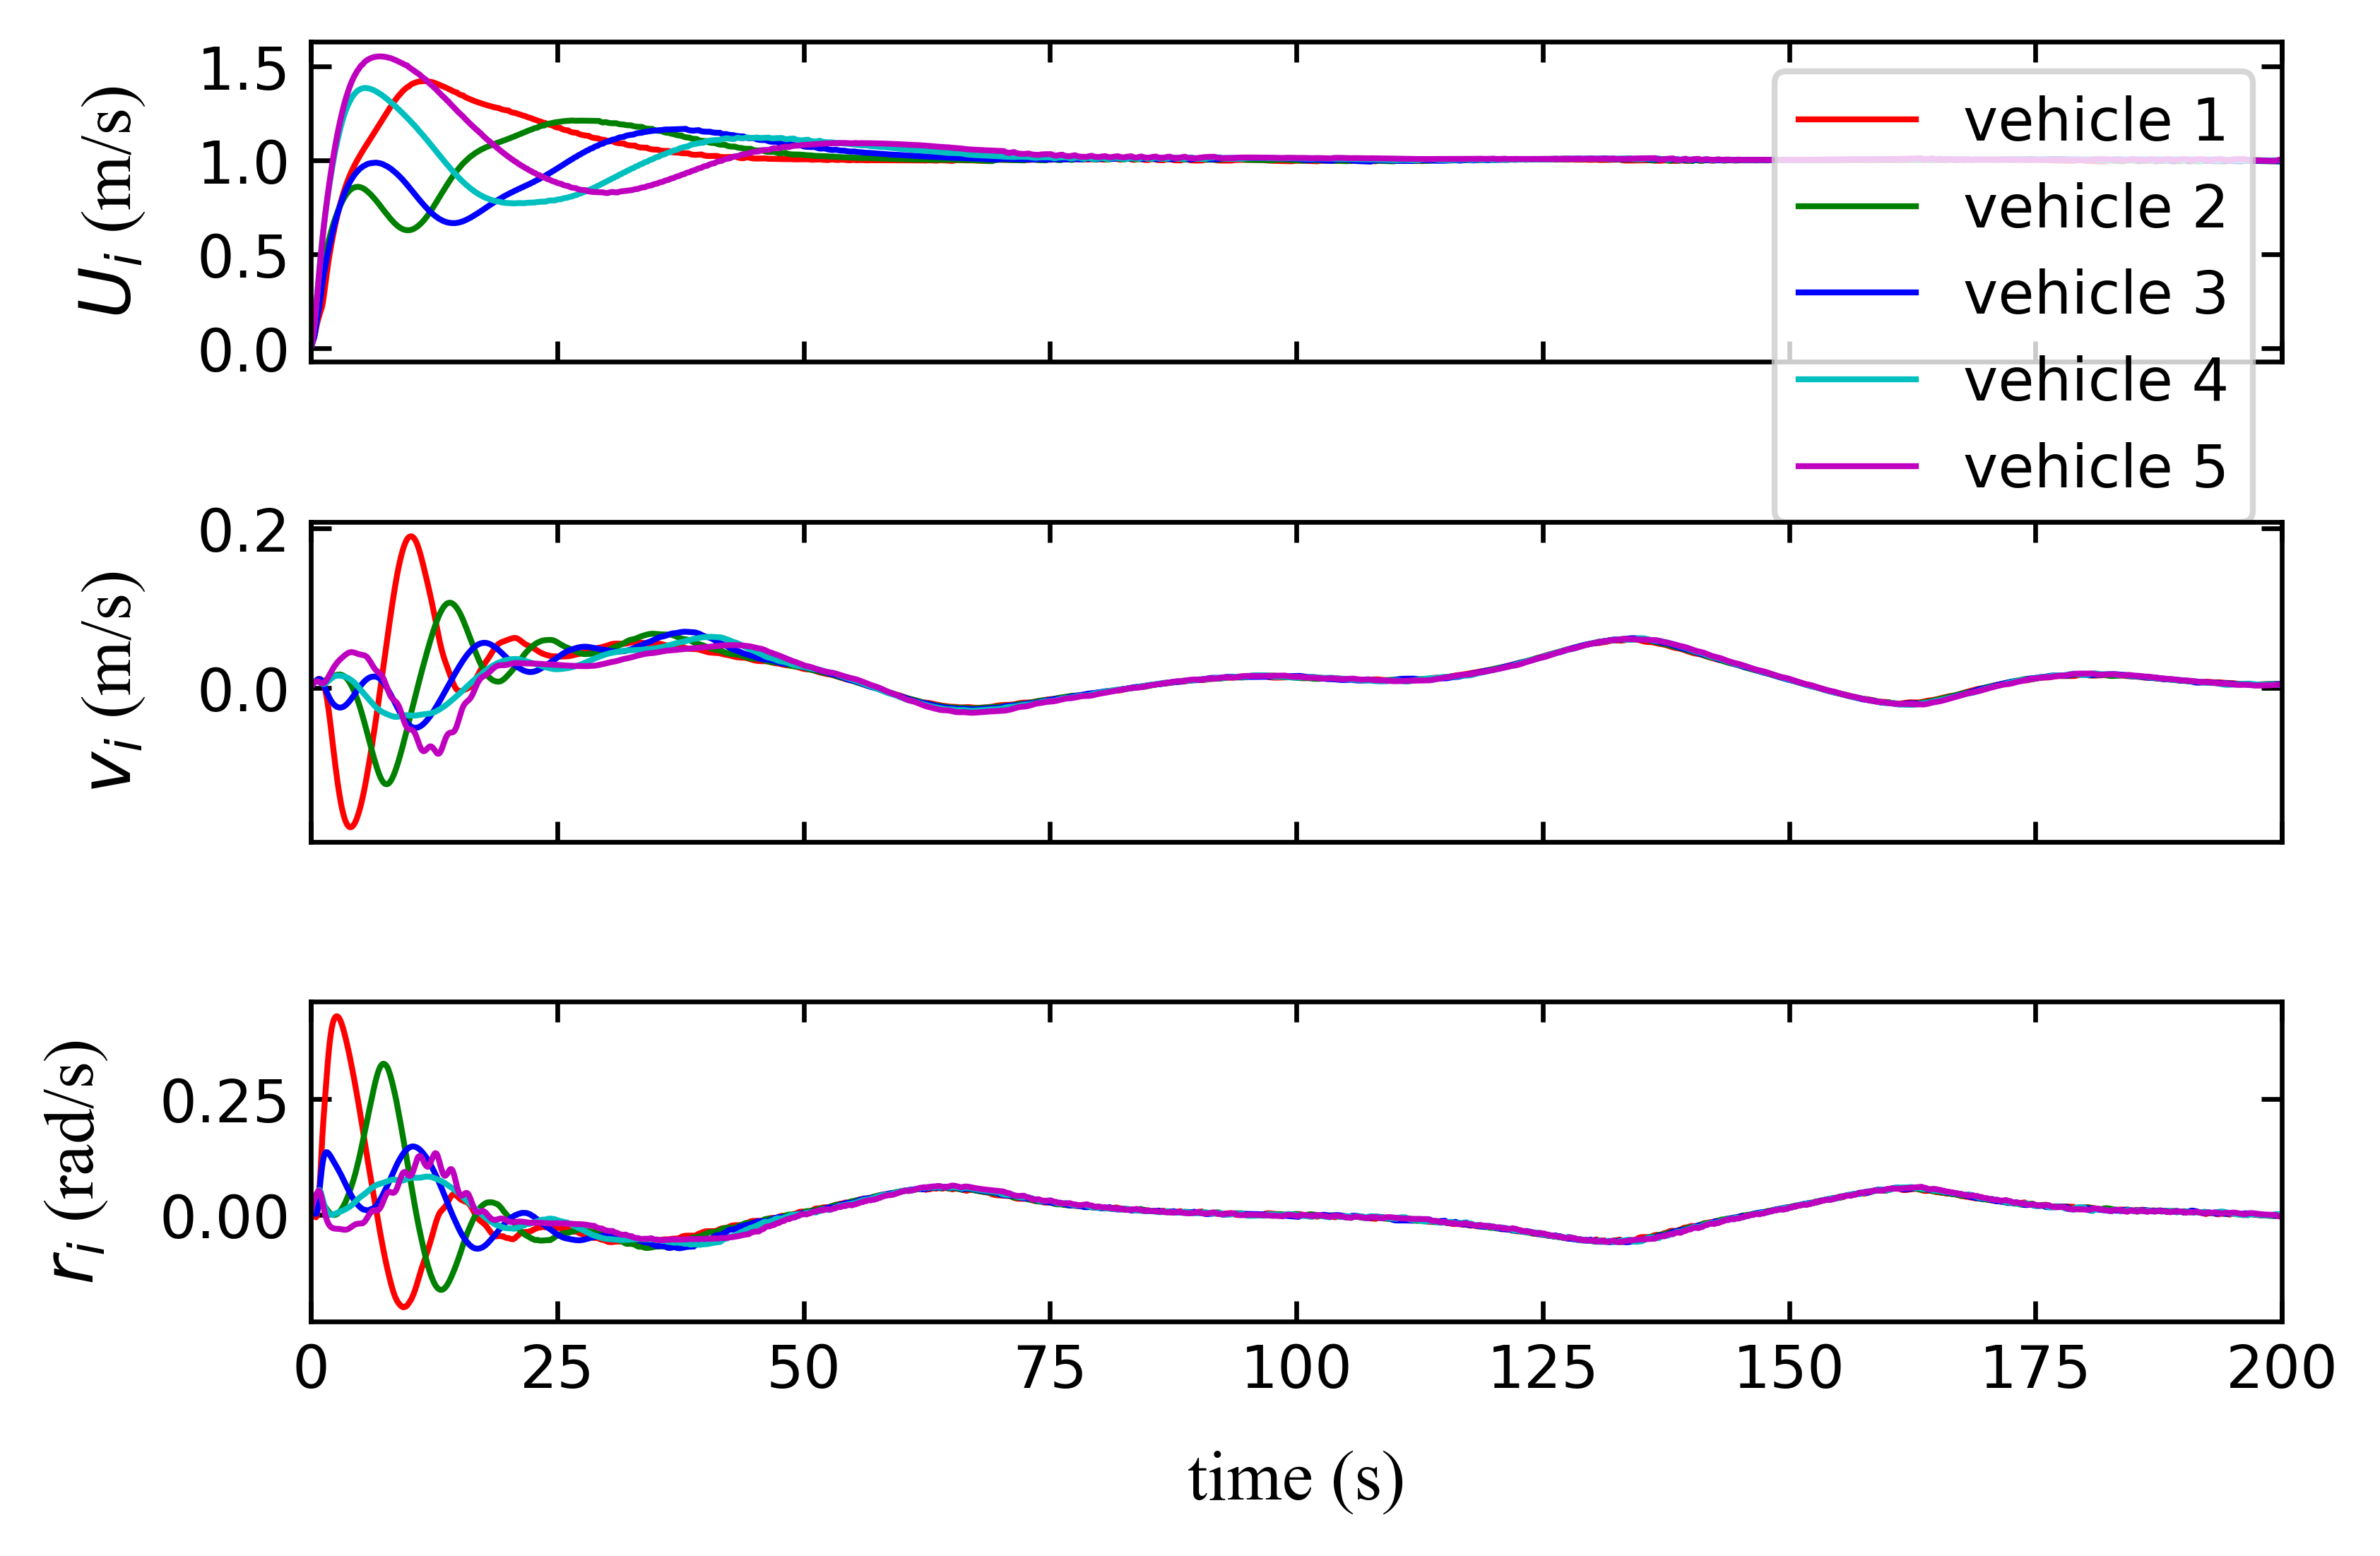 U_i (m/s)
1.5
1.0
0.5
0.0
vehicle 1
vehicle 2
vehicle 3
vehicle 4
vehicle 5
v_i (m/s)
0.2
0.0
r_i (rad/s)
0.25
0.00
0 25 50 75 100 125 150 175 200
time (s)